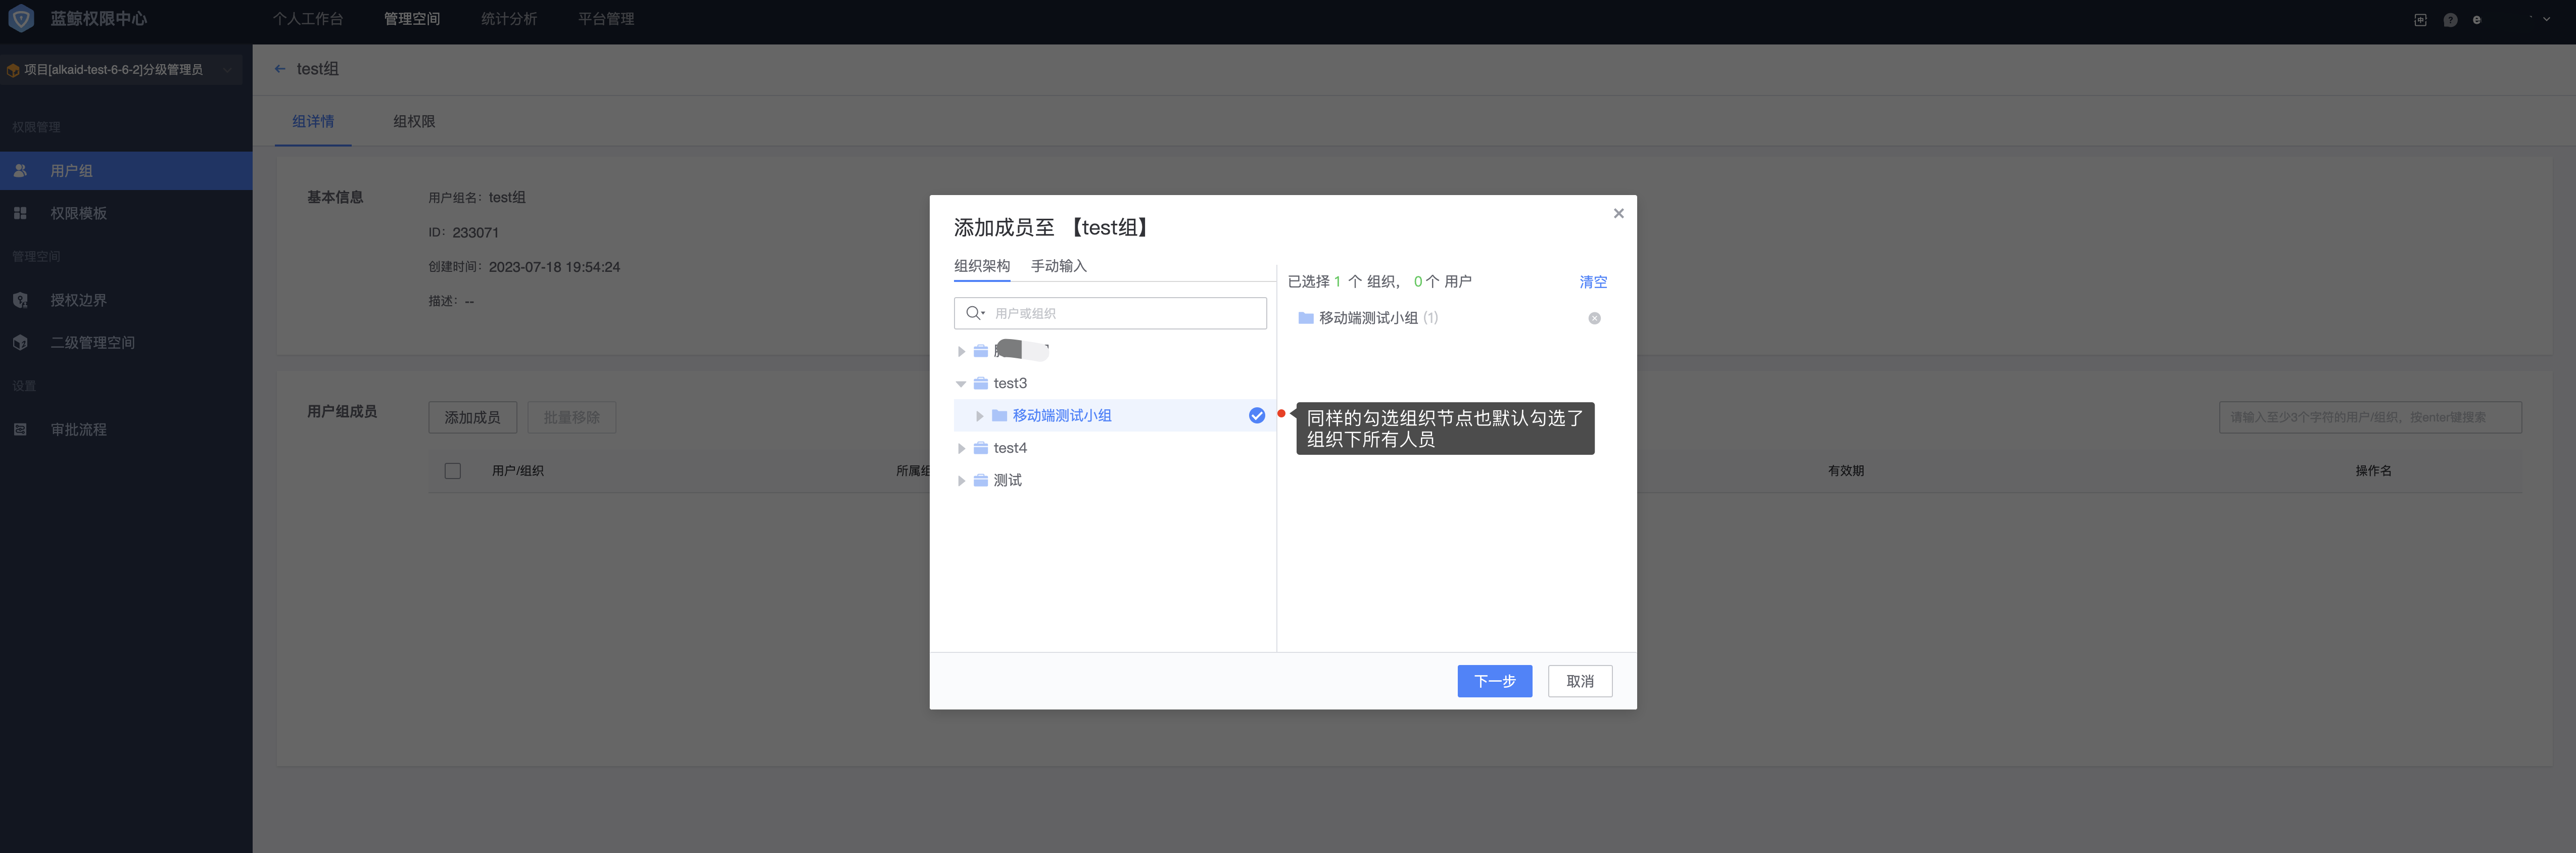 蓝鲸权限中心
个人工作台
管理空间
统计分析
平台管理
项目[alkaid-test-6-6-2]分级管理员
权限管理
用户组
权限模板
管理空间
授权边界
二级管理空间
设置
审批流程
test组
组详情
组权限
基本信息
用户组名：test组
ID：233071
创建时间：2023-07-18 19:54:24
描述：--
用户组成员
添加成员
批量移除
请输入至少3个字符的用户/组织，按enter键搜索
用户/组织
所属组
有效期
操作名
添加成员至 【test组】
组织架构
手动输入
用户或组织
test3
移动端测试小组
test4
测试
已选择 1 个 组织， 0 个 用户
清空
移动端测试小组 (1)
同样的勾选组织节点也默认勾选了
组织下所有人员
下一步
取消